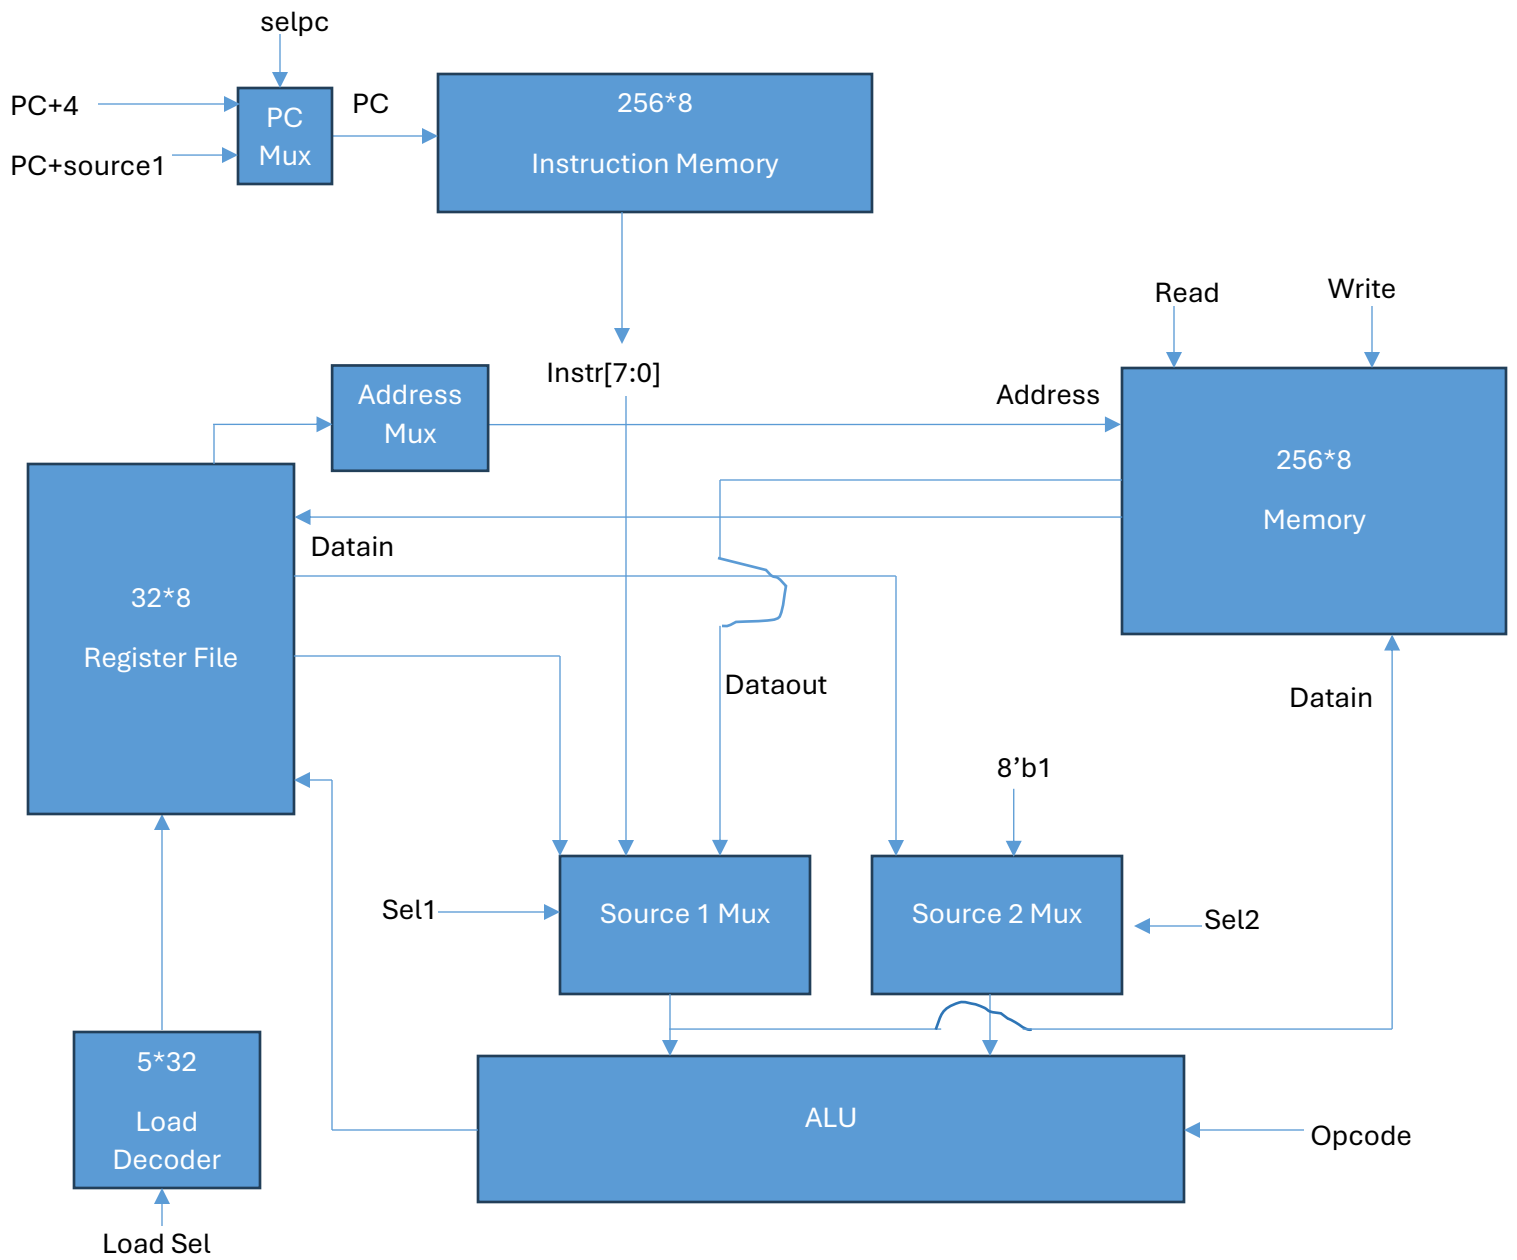 selpc
PC+4
PC
Mux
PC
PC+source1
256*8
Instruction Memory
Read
Write
Instr[7:0]
Address
Mux
Address
256*8
Memory
Datain
32*8
Register File
Dataout
Datain
8’b1
Sel1
Source 1 Mux
Source 2 Mux
Sel2
5*32
Load
Decoder
ALU
Opcode
Load Sel